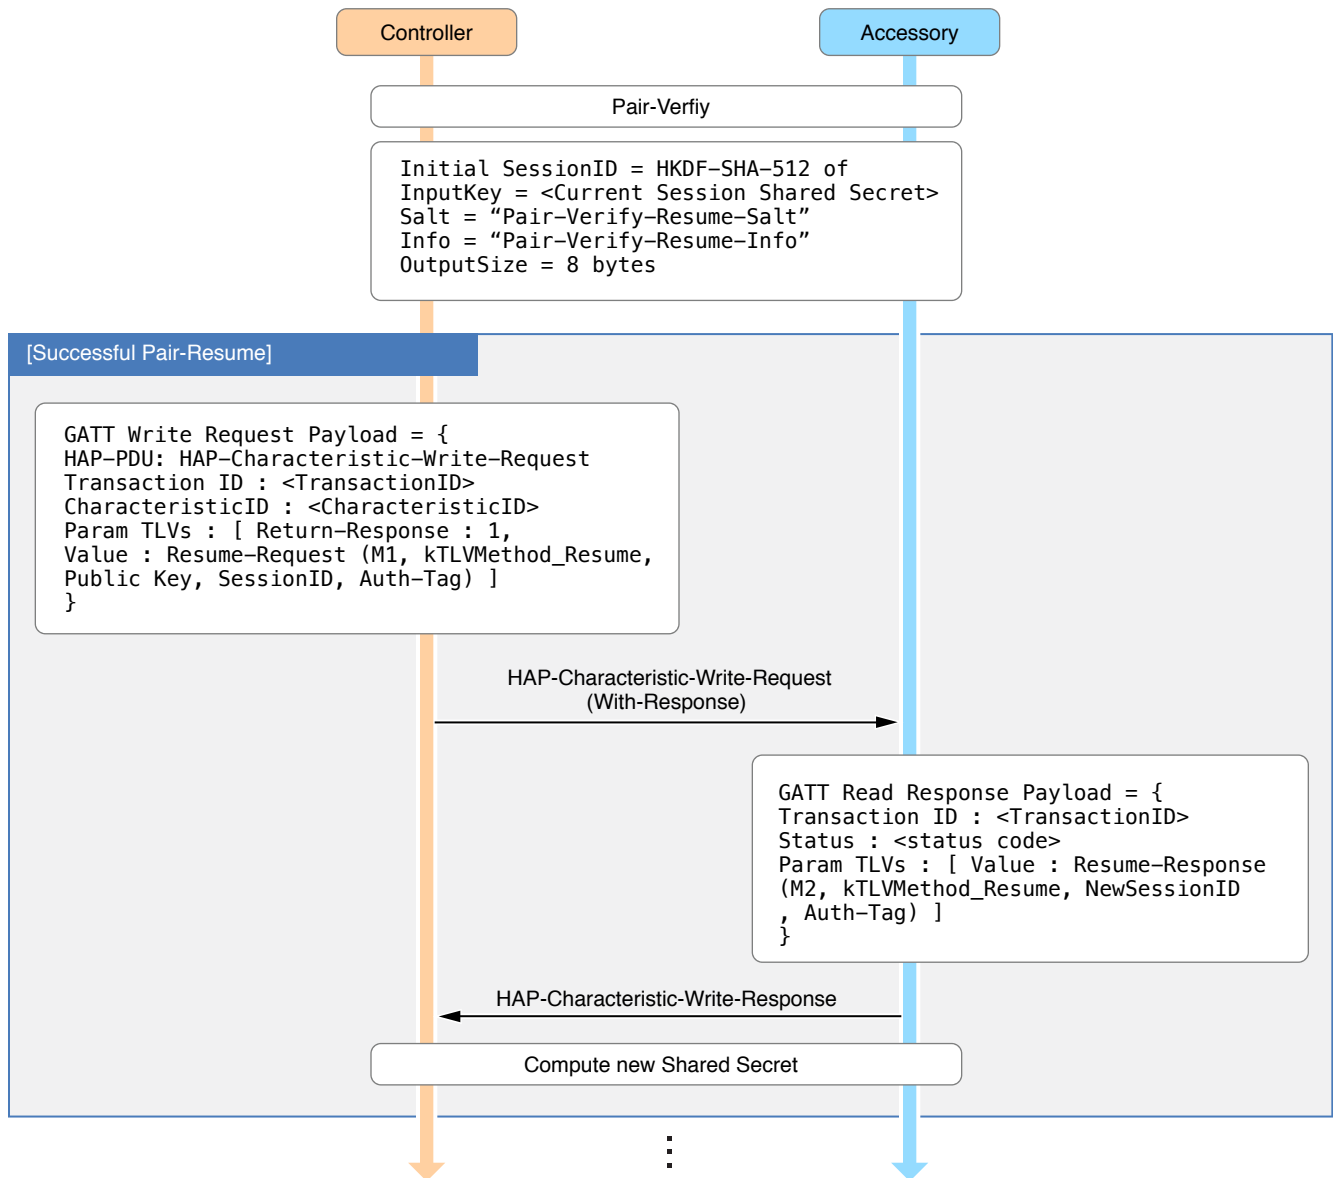 Controller
Accessory
Pair-Verfiy
Initial SessionID = HKDF–SHA–512 of
InputKey = <Current Session Shared Secret>
Salt = “Pair–Verify–Resume–Salt”
Info = “Pair–Verify–Resume–Info”
OutputSize = 8 bytes
[Successful Pair-Resume]
GATT Write Request Payload = {
HAP–PDU: HAP–Characteristic–Write–Request
Transaction ID : <TransactionID>
CharacteristicID : <CharacteristicID>
Param TLVs : [ Return–Response : 1,
Value : Resume–Request (M1, kTLVMethod_Resume,
Public Key, SessionID, Auth–Tag) ]
}
HAP-Characteristic-Write-Request
(With-Response)
GATT Read Response Payload = {
Transaction ID : <TransactionID>
Status : <status code>
Param TLVs : [ Value : Resume–Response
(M2, kTLVMethod_Resume, NewSessionID
, Auth–Tag) ]
}
HAP-Characteristic-Write-Response
Compute new Shared Secret